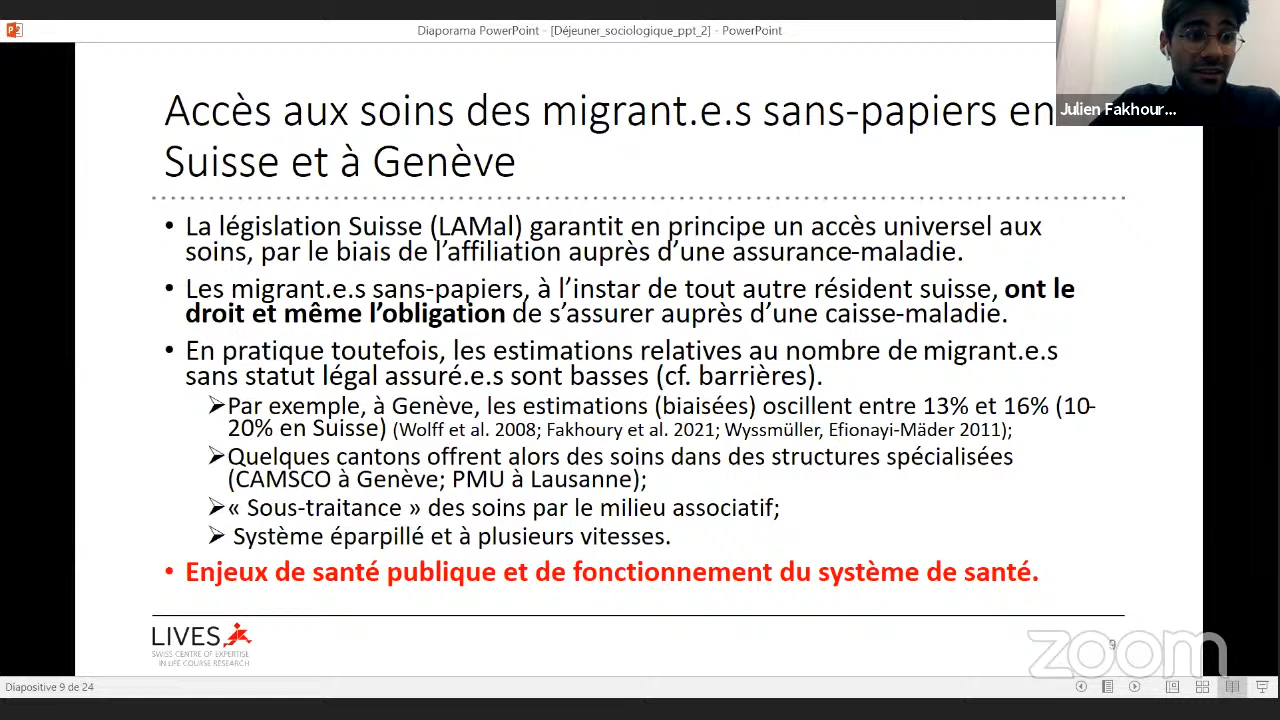 Diaporama PowerPoint - [Déjeuner_sociologique_ppt_2] - PowerPoint
Julien Fakhour...
Accès aux soins des migrant.e.s sans-papiers en
Suisse et à Genève
• La législation Suisse (LAMal) garantit en principe un accès universel aux
soins, par le biais de l’affiliation auprès d’une assurance-maladie.
• Les migrant.e.s sans-papiers, à l’instar de tout autre résident suisse, ont le
droit et même l’obligation de s’assurer auprès d’une caisse-maladie.
• En pratique toutefois, les estimations relatives au nombre de migrant.e.s
sans statut légal assuré.e.s sont basses (cf. barrières).
➢Par exemple, à Genève, les estimations (biaisées) oscillent entre 13% et 16% (10-
20% en Suisse) (Wolff et al. 2008; Fakhoury et al. 2021; Wyssmüller, Efionayi-Mäder 2011);
➢Quelques cantons offrent alors des soins dans des structures spécialisées
(CAMSCO à Genève; PMU à Lausanne);
➢« Sous-traitance » des soins par le milieu associatif;
➢ Système éparpillé et à plusieurs vitesses.
• Enjeux de santé publique et de fonctionnement du système de santé.
LIVES
SWISS CENTRE OF EXPERTISE
IN LIFE COURSE RESEARCH
9
zoom
Diapositive 9 de 24